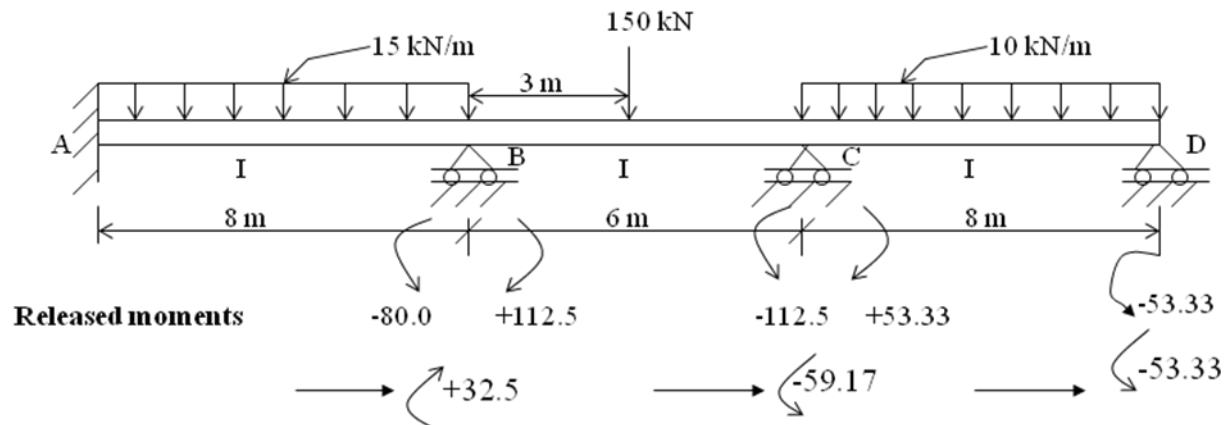 150 kN
15 kN/m 10 kN/m
3 m
A B C D
I I I
8 m 6 m 8 m
Released moments -80.0 +112.5 -112.5 +53.33 -53.33
+32.5 -59.17 -53.33